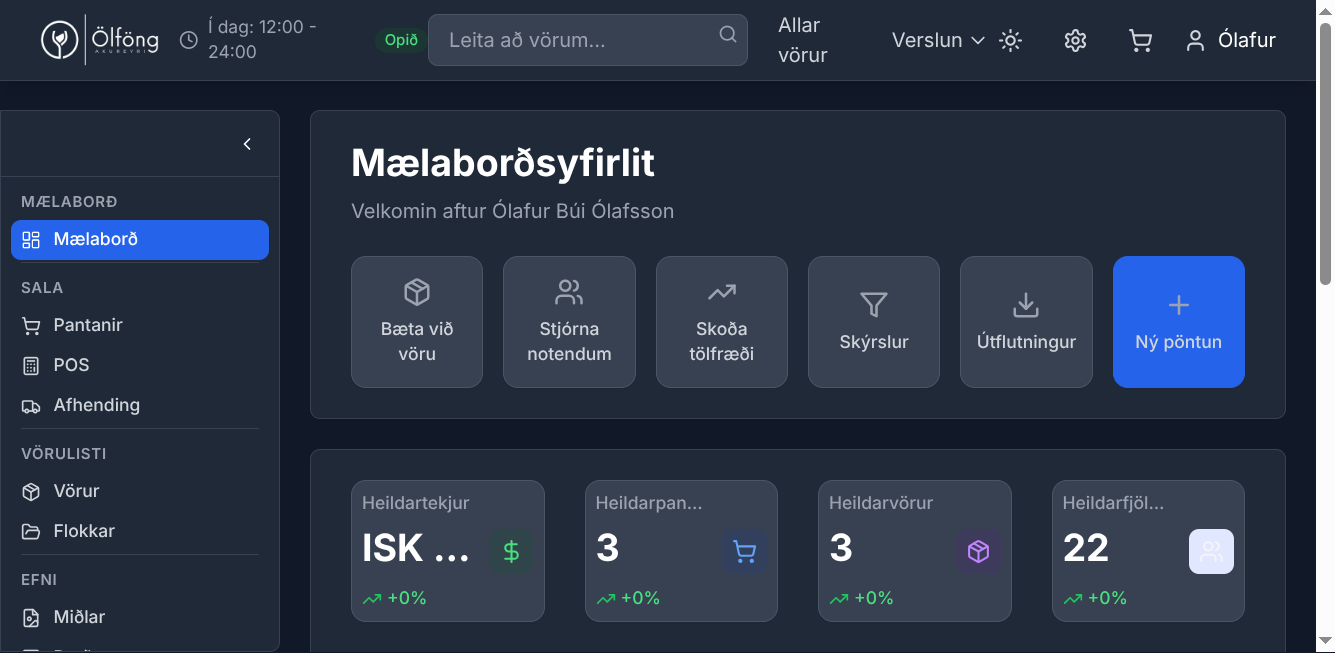 Ölföng
AKUREYRI
Í dag: 12:00 -
24:00
Opið
Leita að vörum...
Allar
vörur
Verslun
Ólafur
MÆLABORÐ
Mælaborð
SALA
Pantanir
POS
Afhending
VÖRULISTI
Vörur
Flokkar
EFNI
Miðlar
Mælaborðsyfirlit
Velkomin aftur Ólafur Búi Ólafsson
Bæta við
vöru
Stjórna
notendum
Skoða
tölfræði
Skýrslur
Útflutningur
Ný pöntun
Heildartekjur
ISK ...
+0%
Heildarpan...
3
+0%
Heildarvörur
3
+0%
Heildarfjöl...
22
+0%